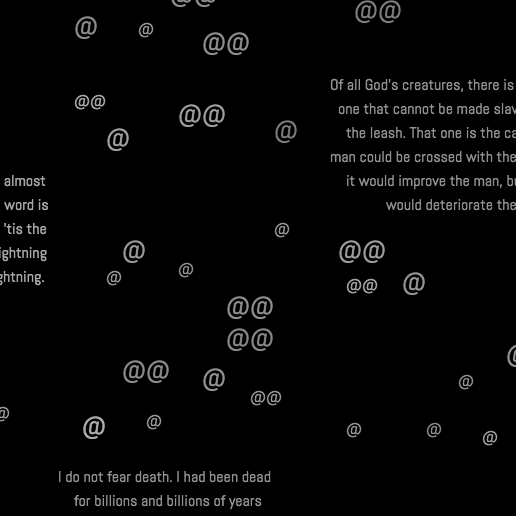 @@
@@
@
@
@@
Of all God's creatures, there is
@@
one that cannot be made slav
@@
@
@
the leash. That one is the ca
man could be crossed with the
almost
it would improve the man, b
word is
would deteriorate the
'tis the
@
ightning
@
@@
ghtning.
@
@
@@
@
@@
@@
@@
@
@
@@
@
@
@
@
@
@
@
I do not fear death. I had been dead
for billions and billions of years